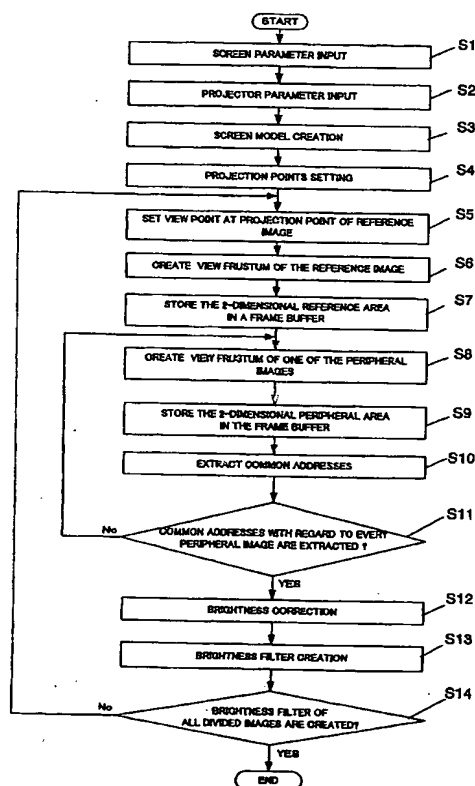 START
S1
SCREEN PARAMETER INPUT
S2
PROJECTOR PARAMETER INPUT
S3
SCREEN MODEL CREATION
S4
PROJECTION POINTS SETTING
S5
SET VIEW POINT AT PROJECTION POINT OF REFERENCE
IMAGE
S6
CREATE VIEW FRUSTUM OF THE REFERENCE IMAGE
S7
STORE THE 2-DIMENSIONAL REFERENCE AREA
IN A FRAME BUFFER
S8
CREATE VIEW FRUSTUM OF ONE OF THE PERIPHERAL
IMAGES
S9
STORE THE 2-DIMENSIONAL PERIPHERAL AREA
IN THE FRAME BUFFER
S10
EXTRACT COMMON ADDRESSES
S11
No
COMMON ADDRESSES WITH REGARD TO EVERY
PERIPHERAL IMAGE ARE EXTRACTED ?
YES
S12
BRIGHTNESS CORRECTION
S13
BRIGHTNESS FILTER CREATION
S14
No
BRIGHTNESS FILTER OF
ALL DIVIDED IMAGES ARE CREATED?
YES
END